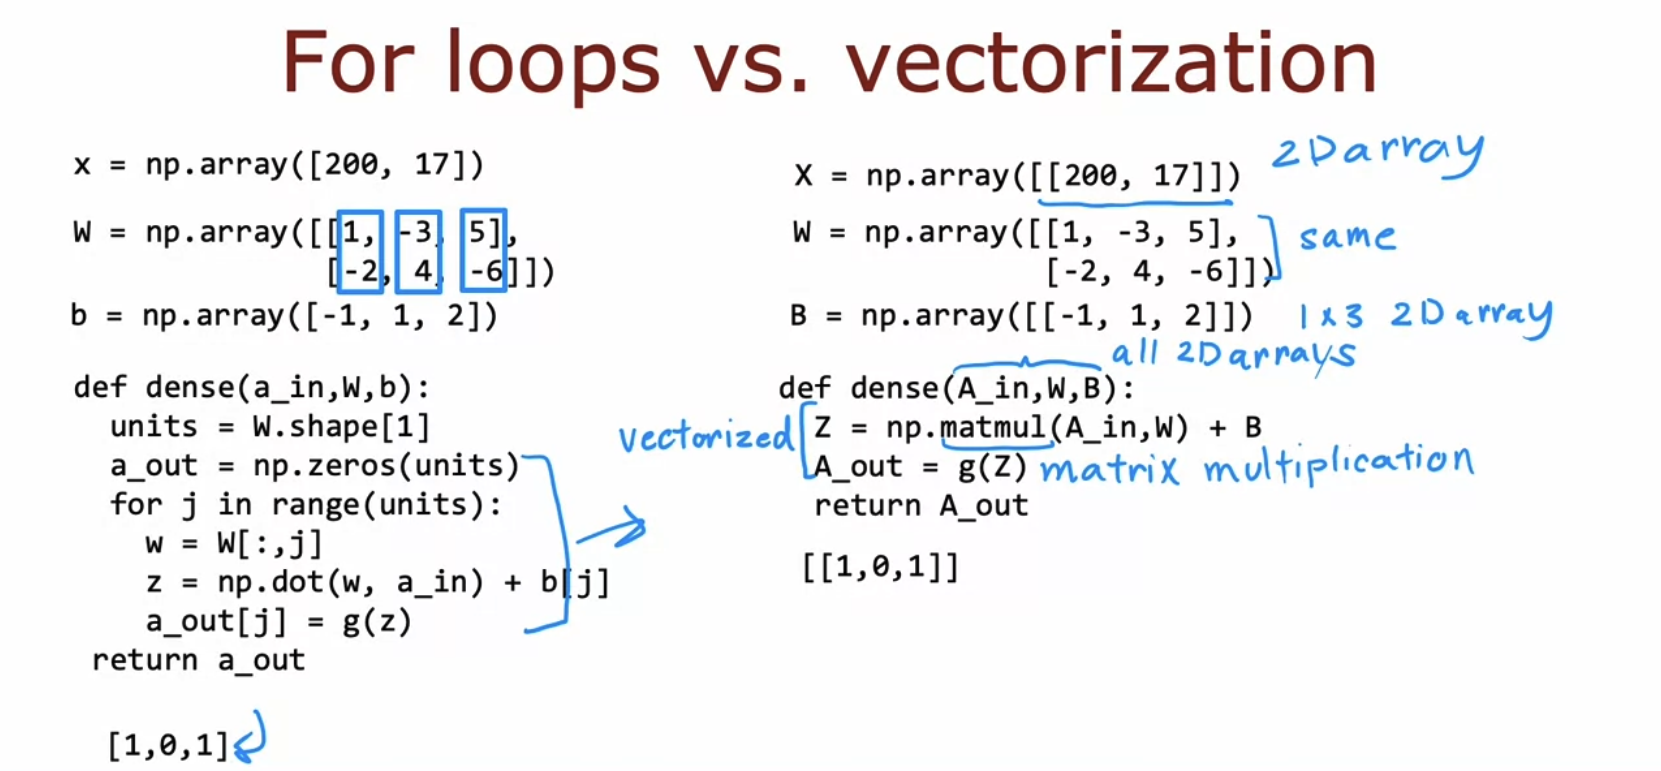 For loops vs. vectorization
x = np.array([200, 17])
W = np.array([[1, -3, 5],
[-2, 4, -6]])
b = np.array([-1, 1, 2])
def dense(a_in,W,b):
units = W.shape[1]
a_out = np.zeros(units)
for j in range(units):
w = W[:,j]
z = np.dot(w, a_in) + b[j]
a_out[j] = g(z)
return a_out
[1,0,1]
X = np.array([[200, 17]])
2D array
W = np.array([[1, -3, 5],
[-2, 4, -6]])
same
B = np.array([[-1, 1, 2]])
1 x 3 2D array
all 2D arrays
def dense(A_in,W,B):
vectorized
Z = np.matmul(A_in,W) + B
A_out = g(Z)
matrix multiplication
return A_out
[[1,0,1]]